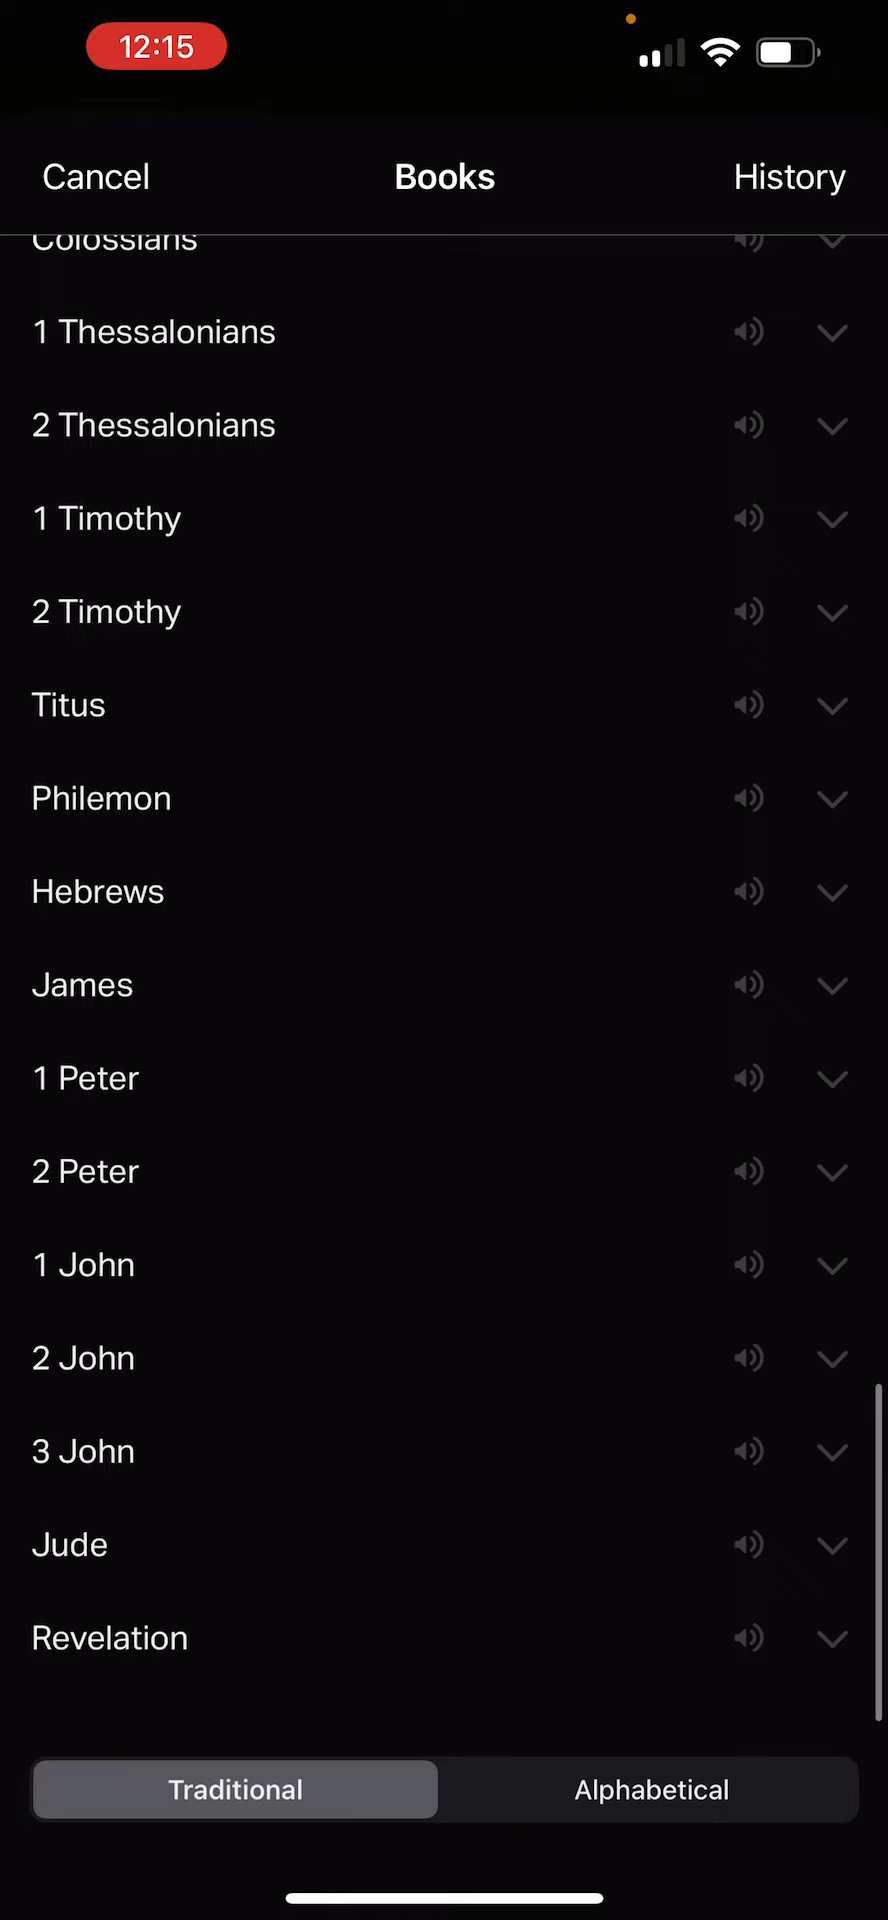 12:15
Cancel Books History
Colossians
1 Thessalonians
2 Thessalonians
1 Timothy
2 Timothy
Titus
Philemon
Hebrews
James
1 Peter
2 Peter
1 John
2 John
3 John
Jude
Revelation
Traditional Alphabetical